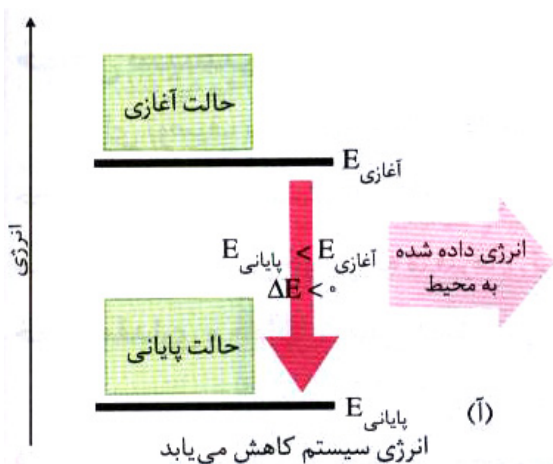 حالت آغازی
E آغازی
انرژی
E پایانی < E آغازی
ΔE < ۰
انرژی داده شده
به محیط
حالت پایانی
E پایانی
(آ)
انرژی سیستم کاهش می‌یابد